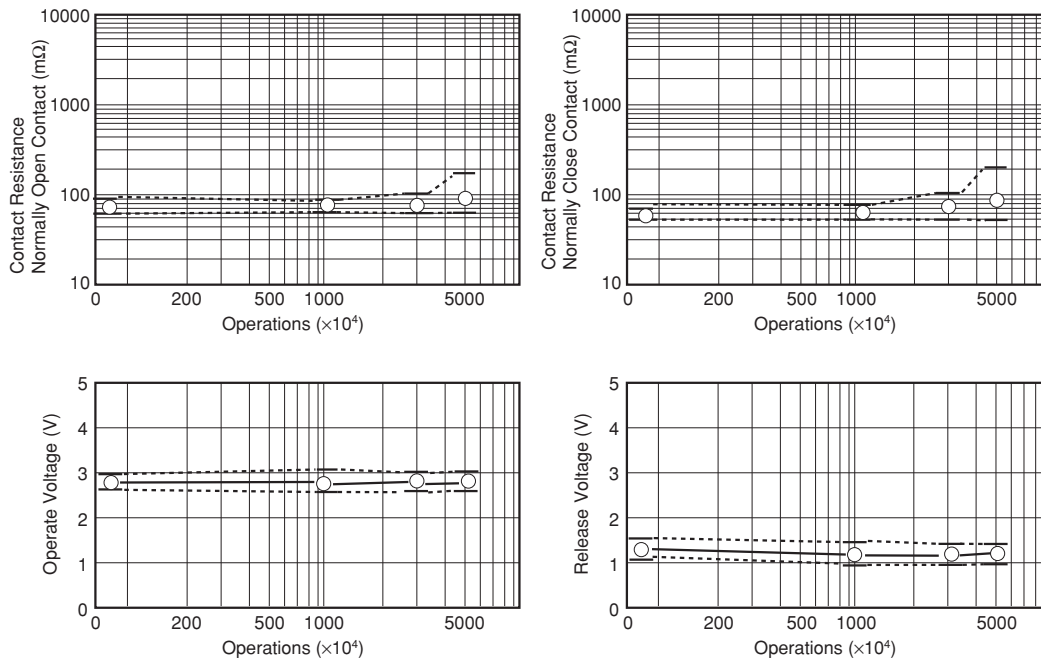 Contact Resistance
Normally Open Contact (mΩ)
10000
1000
100
10
0 200 500 1000 5000
Operations (×10⁴)
Contact Resistance
Normally Close Contact (mΩ)
10000
1000
100
10
0 200 500 1000 5000
Operations (×10⁴)
Operate Voltage (V)
5
4
3
2
1
0
0 200 500 1000 5000
Operations (×10⁴)
Release Voltage (V)
5
4
3
2
1
0
0 200 500 1000 5000
Operations (×10⁴)